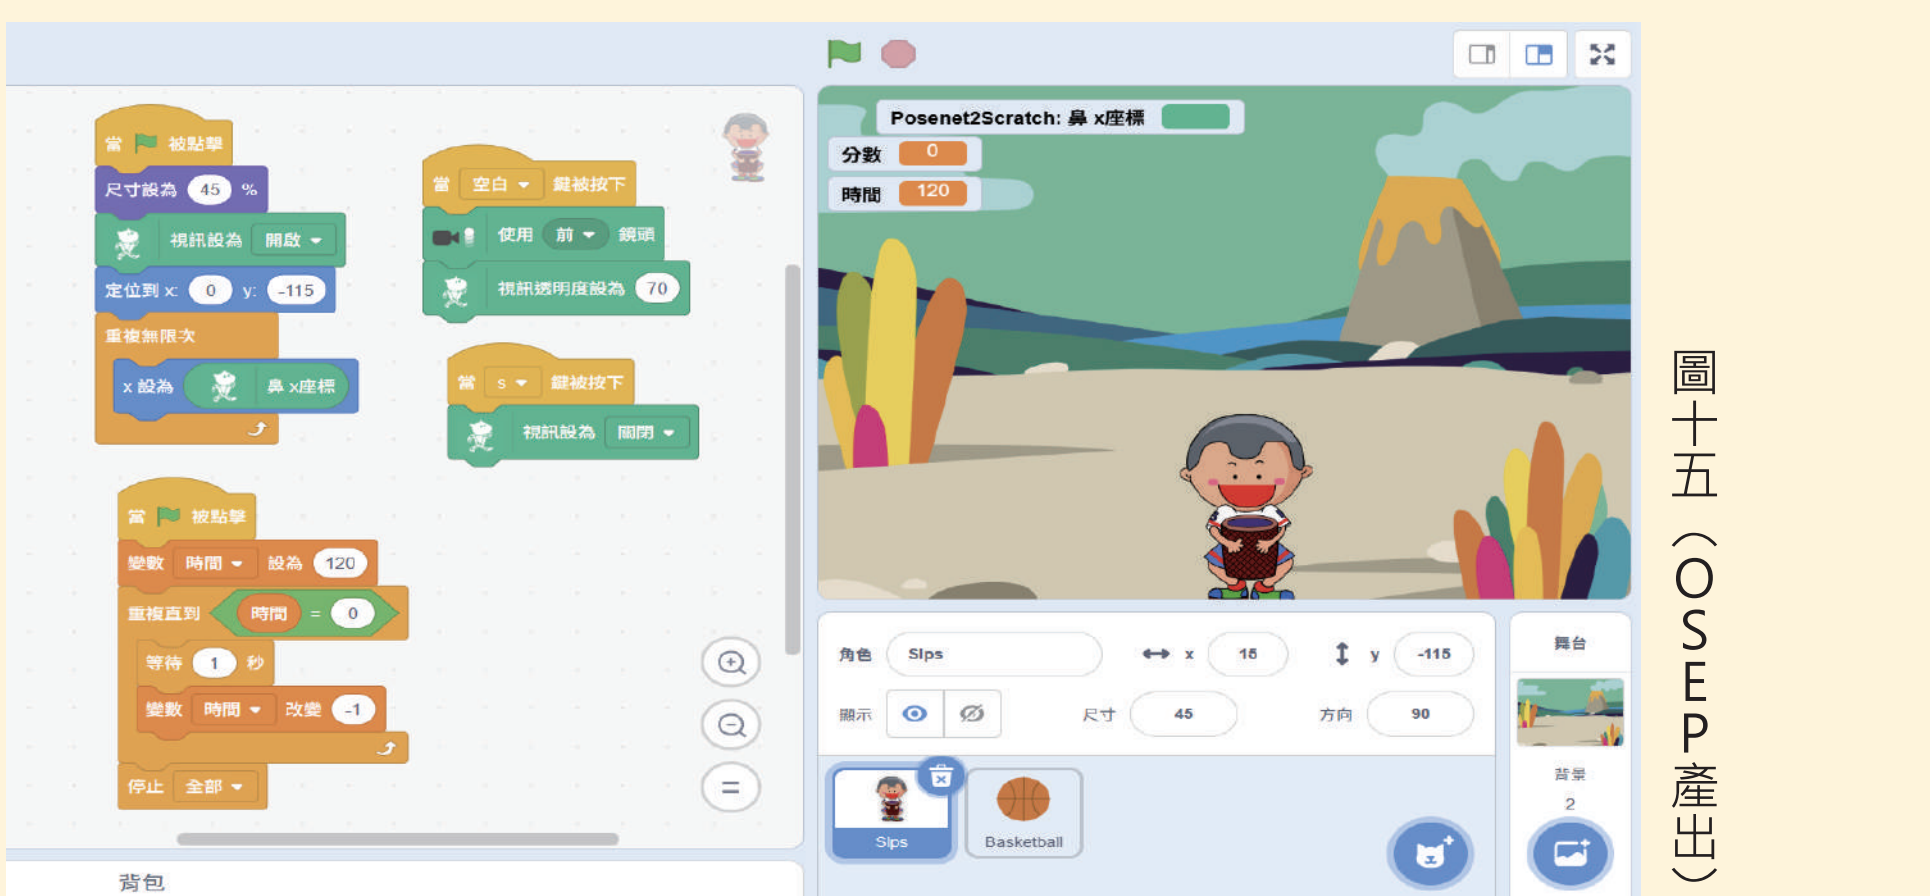 當 被點擊
尺寸設為 45 %
視訊設為 開啟
定位到 x: 0 y: -115
重複無限次
x 設為 鼻 x座標
當 空白 鍵被按下
使用 前 鏡頭
視訊透明度設為 70
當 s 鍵被按下
視訊設為 關閉
當 被點擊
變數 時間 設為 120
重複直到 時間 = 0
等待 1 秒
變數 時間 改變 -1
停止 全部
背包
Posenet2Scratch: 鼻 x座標
分數 0
時間 120
角色 Slps x 15 y -115
顯示 尺寸 45 方向 90
Slps
Basketball
舞台
背景
2
圖十五（OSEP產出）